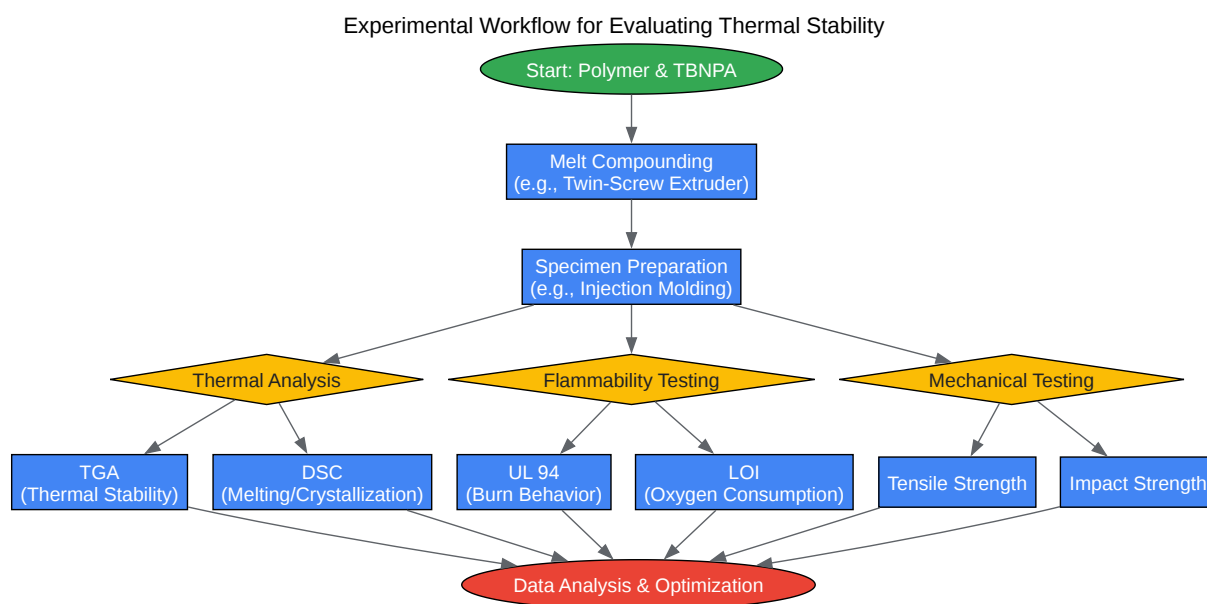 Experimental Workflow for Evaluating Thermal Stability
Start: Polymer & TBNPA
Melt Compounding
(e.g., Twin-Screw Extruder)
Specimen Preparation
(e.g., Injection Molding)
Thermal Analysis
Flammability Testing
Mechanical Testing
TGA
(Thermal Stability)
DSC
(Melting/Crystallization)
UL 94
(Burn Behavior)
LOI
(Oxygen Consumption)
Tensile Strength
Impact Strength
Data Analysis & Optimization